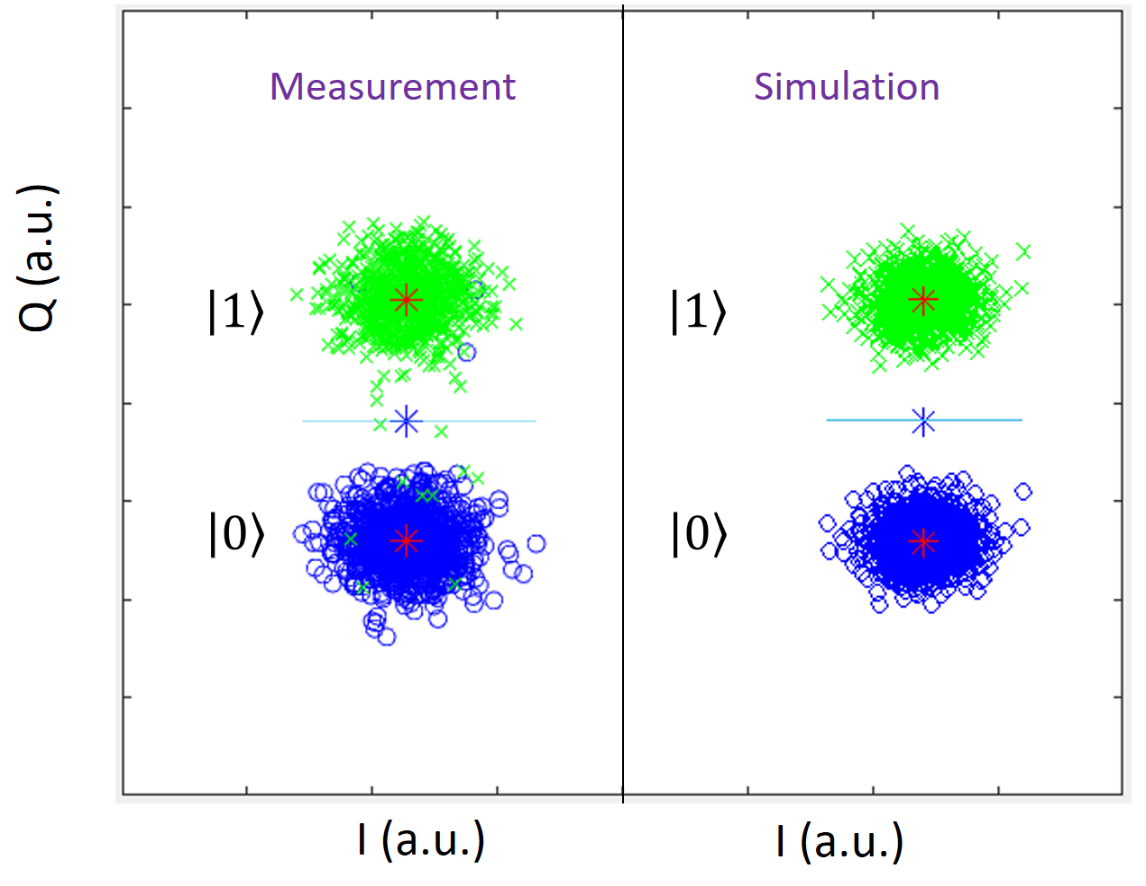 Measurement
Simulation
Q (a.u.)
|1⟩
|1⟩
|0⟩
|0⟩
I (a.u.)
I (a.u.)